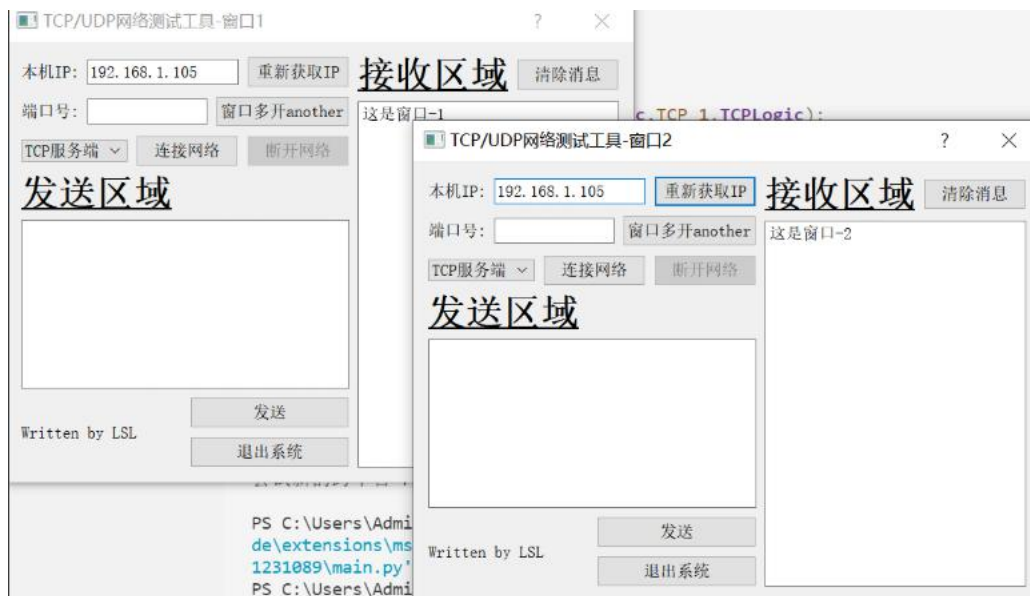 TCP/UDP网络测试工具-窗口1
本机IP: 192.168.1.105 重新获取IP
接收区域 清除消息
端口号: 窗口多开another
这是窗口-1
TCP服务端 连接网络 断开网络
发送区域
发送
Written by LSL
退出系统
c.TCP_1.TCPLogic):
TCP/UDP网络测试工具-窗口2
本机IP: 192.168.1.105 重新获取IP
接收区域 清除消息
端口号: 窗口多开another
这是窗口-2
TCP服务端 连接网络 断开网络
发送区域
发送
Written by LSL
退出系统
PS C:\Users\Admi
de\extensions\ms
1231089\main.py'
PS C:\Users\Admi